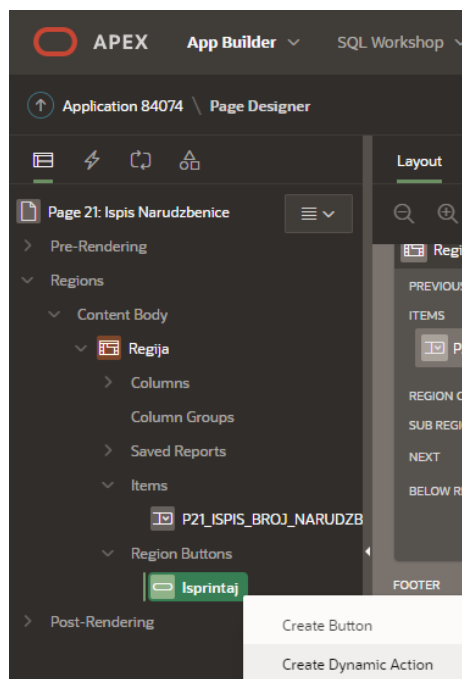 APEX App Builder SQL Workshop
Application 84074 \ Page Designer
Layout
Page 21: Ispis Narudzbenice
Pre-Rendering
Regions
Content Body
Regija
Columns
Column Groups
Saved Reports
Items
P21_ISPIS_BROJ_NARUDZB
Region Buttons
Isprintaj
Post-Rendering
Create Button
Create Dynamic Action
Regi
PREVIOUS
ITEMS
P
REGION C
SUB REGI
NEXT
BELOW R
FOOTER